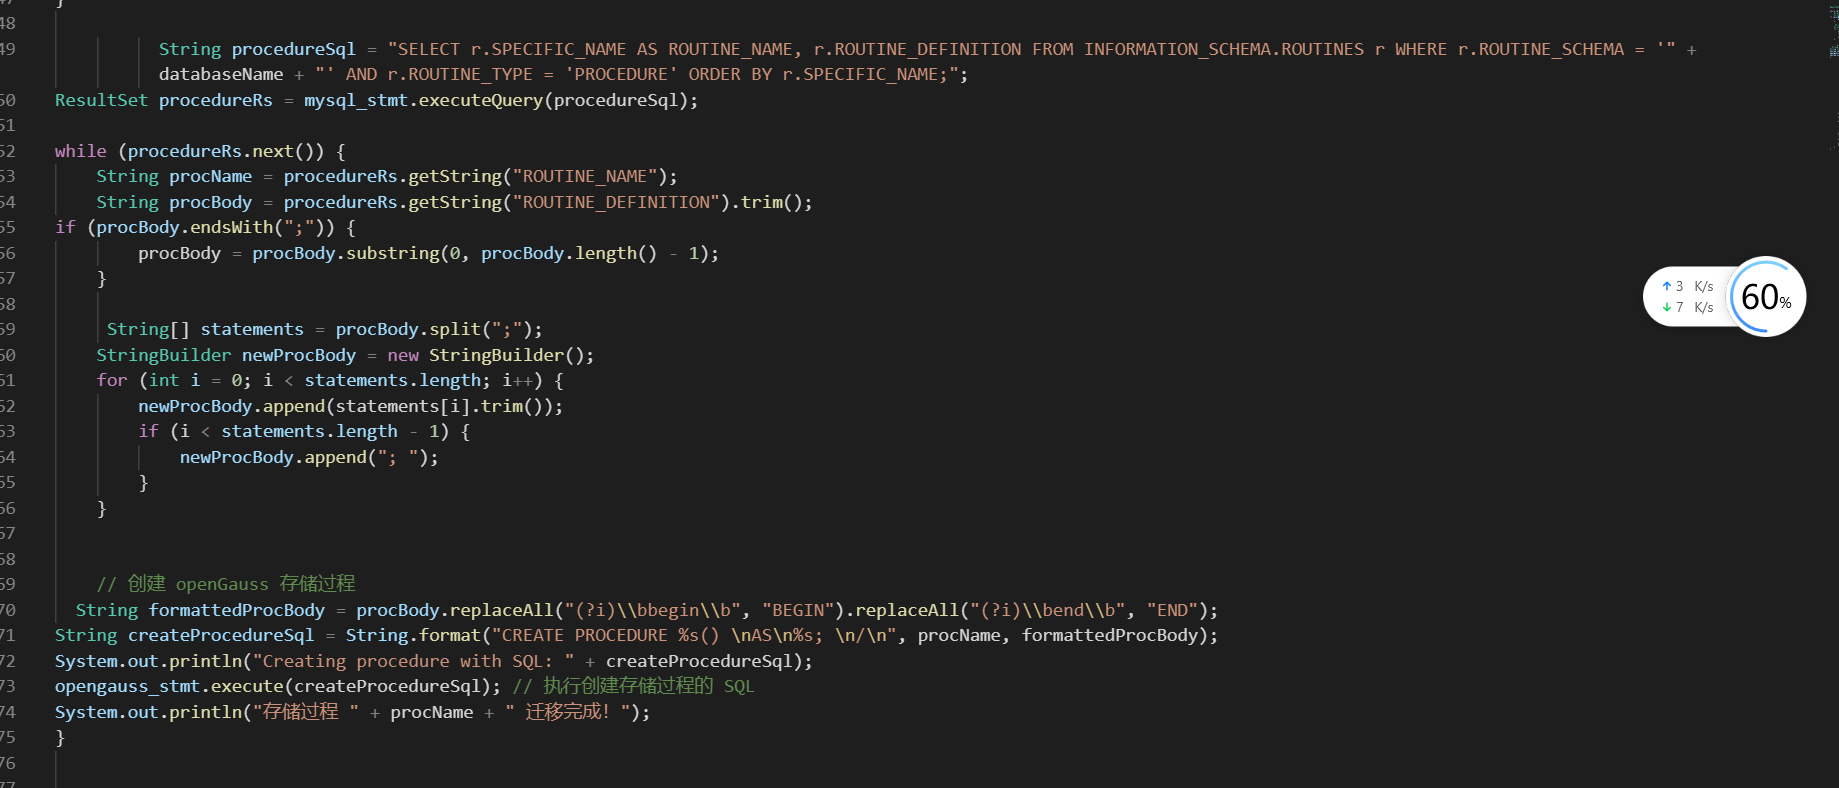 47 }
48
49 String procedureSql = "SELECT r.SPECIFIC_NAME AS ROUTINE_NAME, r.ROUTINE_DEFINITION FROM INFORMATION_SCHEMA.ROUTINES r WHERE r.ROUTINE_SCHEMA = '" +
databaseName + "' AND r.ROUTINE_TYPE = 'PROCEDURE' ORDER BY r.SPECIFIC_NAME;";
50 ResultSet procedureRs = mysql_stmt.executeQuery(procedureSql);
51
52 while (procedureRs.next()) {
53 String procName = procedureRs.getString("ROUTINE_NAME");
54 String procBody = procedureRs.getString("ROUTINE_DEFINITION").trim();
55 if (procBody.endsWith(";")) {
56 procBody = procBody.substring(0, procBody.length() - 1);
57 }
58
59 String[] statements = procBody.split(";");
60 StringBuilder newProcBody = new StringBuilder();
61 for (int i = 0; i < statements.length; i++) {
62 newProcBody.append(statements[i].trim());
63 if (i < statements.length - 1) {
64 newProcBody.append("; ");
65 }
66 }
67
68
69 // 创建 openGauss 存储过程
70 String formattedProcBody = procBody.replaceAll("(?i)\\bbegin\\b", "BEGIN").replaceAll("(?i)\\bend\\b", "END");
71 String createProcedureSql = String.format("CREATE PROCEDURE %s() \nAS\n%s; \n/\n", procName, formattedProcBody);
72 System.out.println("Creating procedure with SQL: " + createProcedureSql);
73 opengauss_stmt.execute(createProcedureSql); // 执行创建存储过程的 SQL
74 System.out.println("存储过程 " + procName + " 迁移完成! ");
75 }
76
77
↑ 3 K/s
↓ 7 K/s
60%